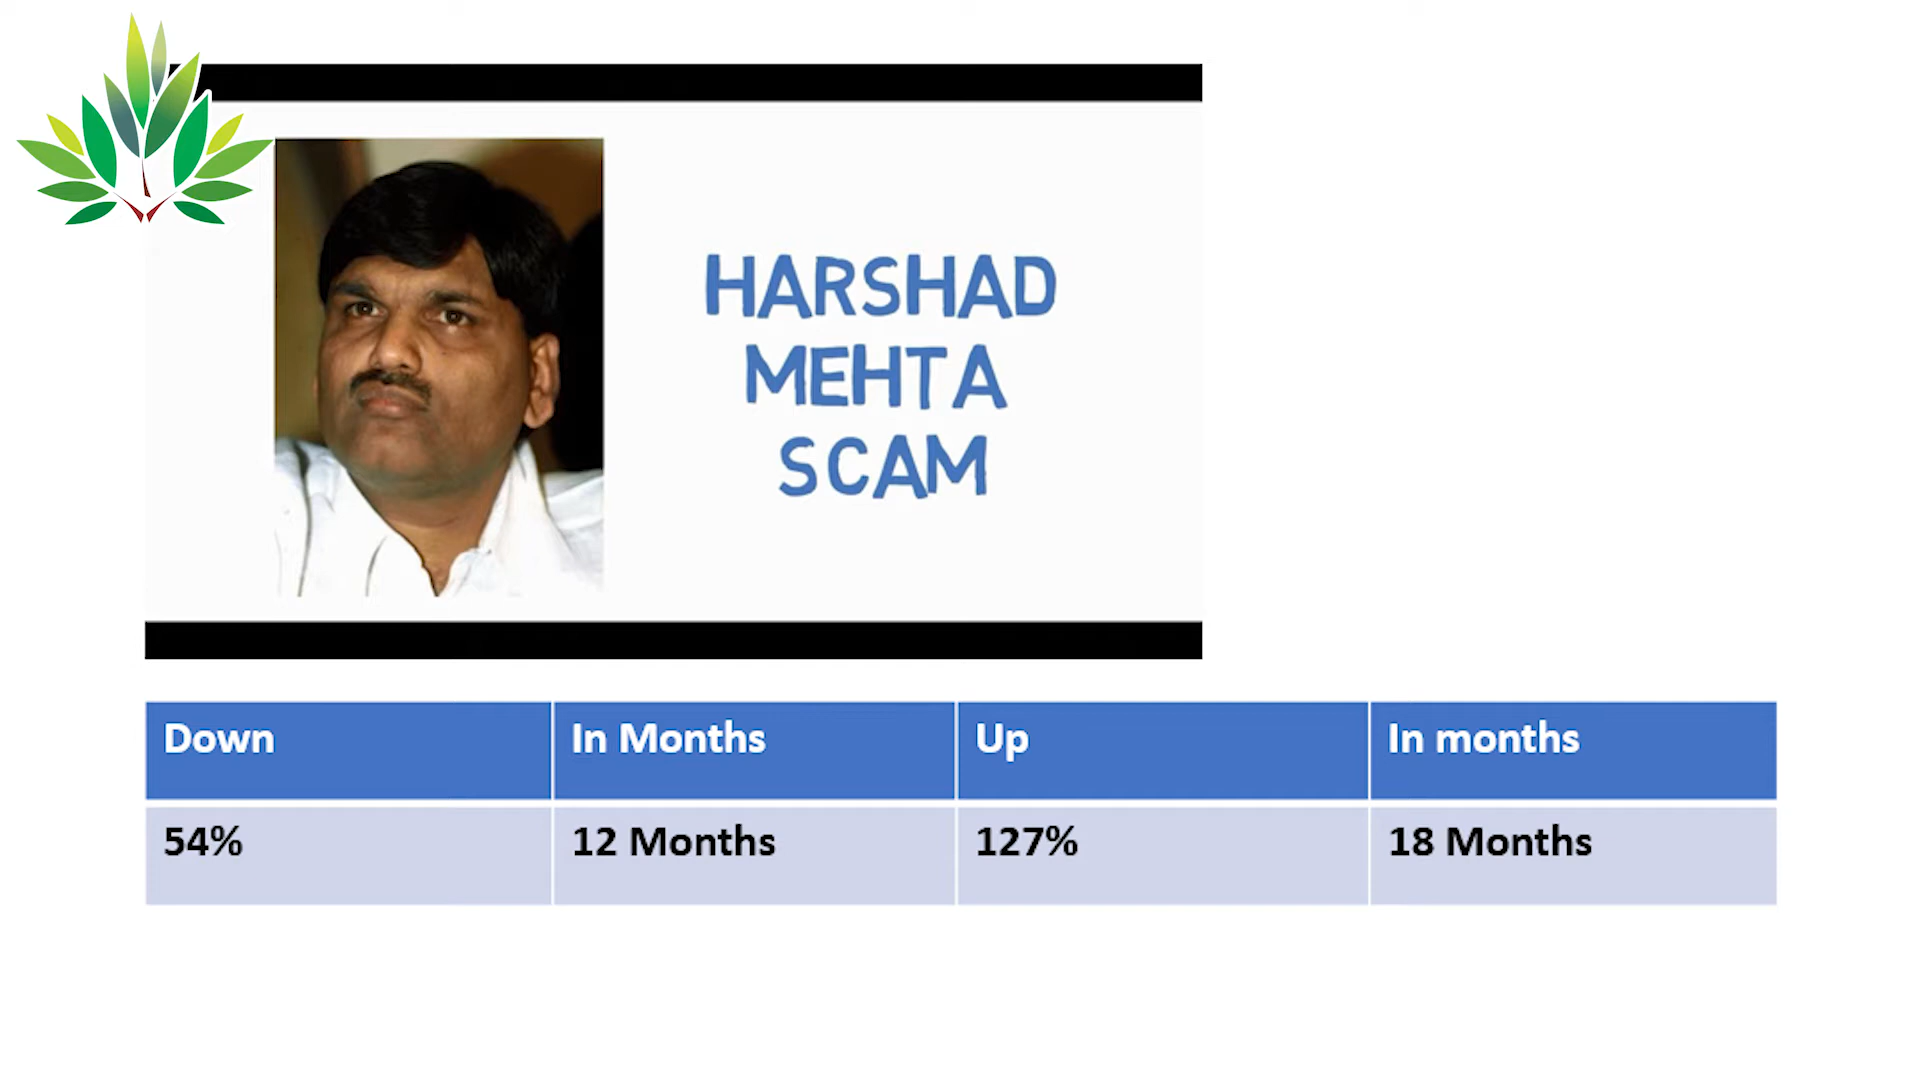 HARSHAD
MEHTA
SCAM
Down In Months Up In months
54% 12 Months 127% 18 Months